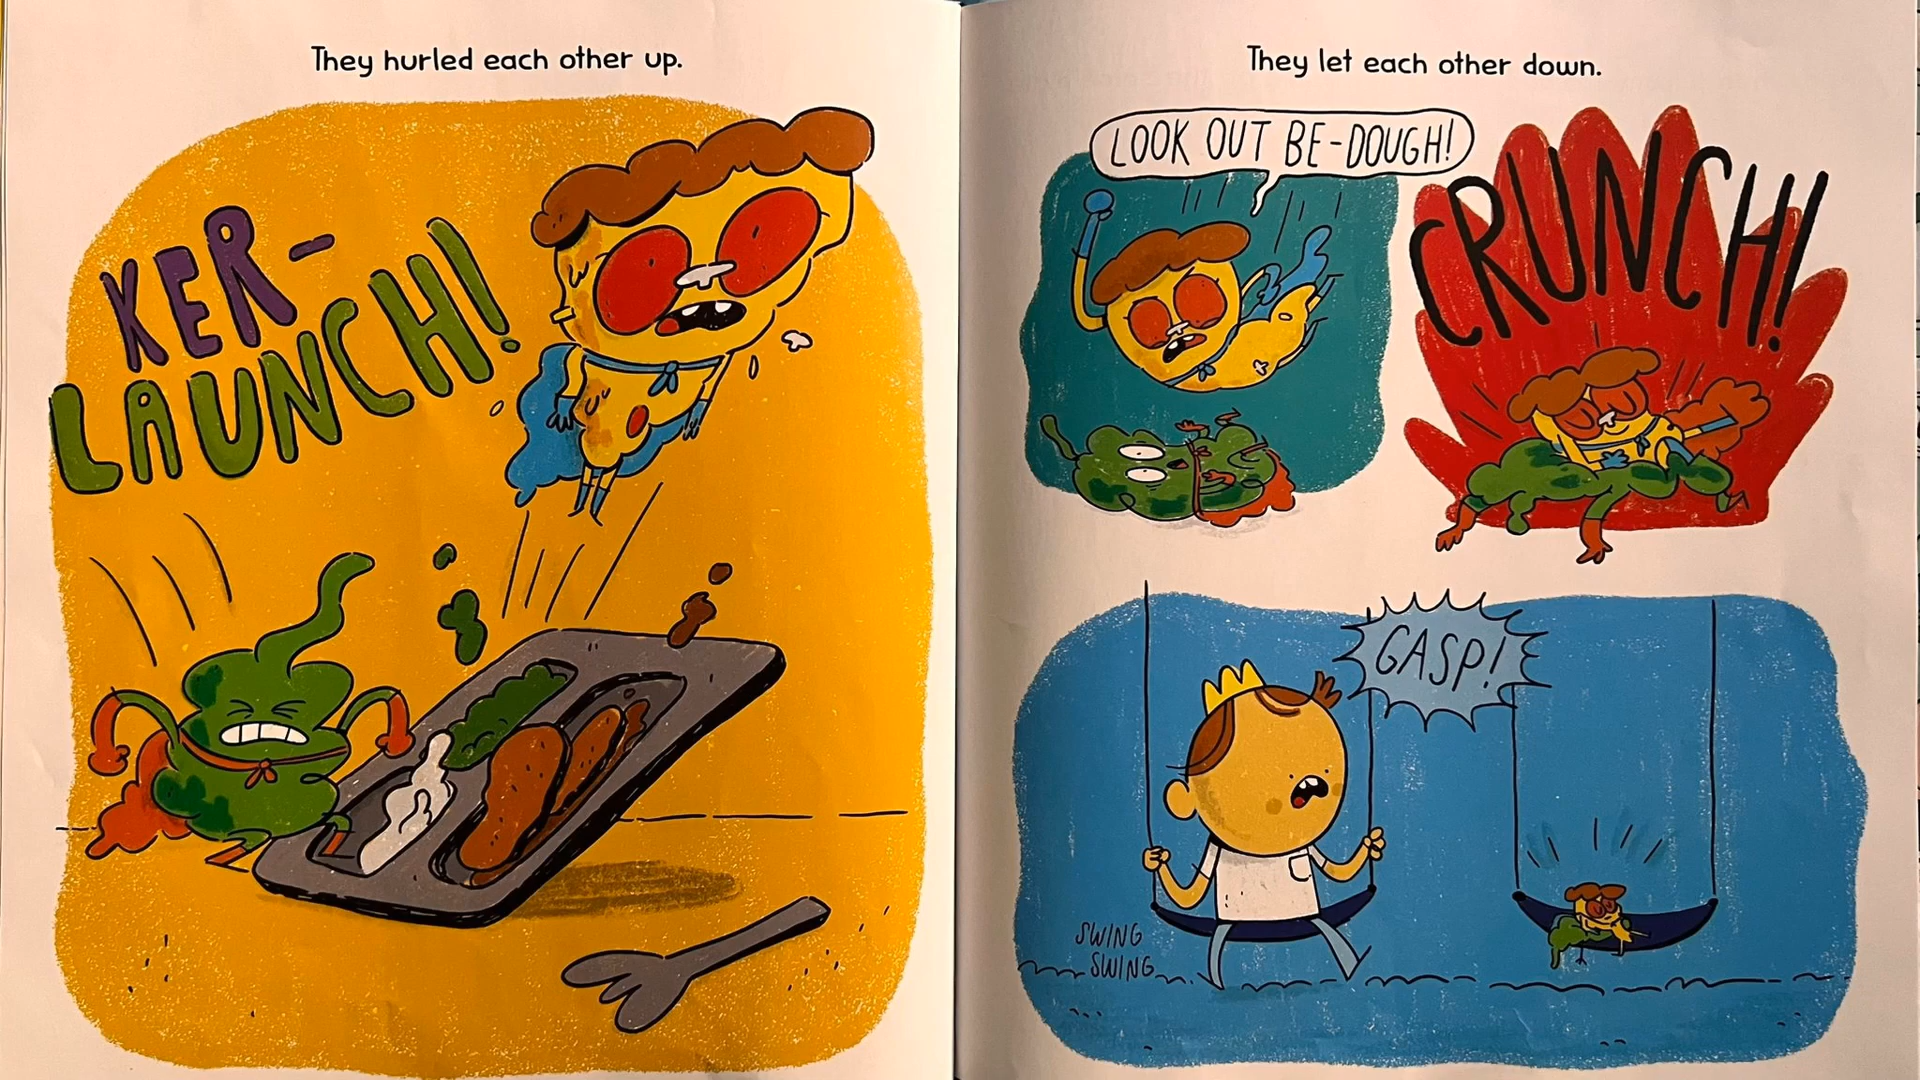 They hurled each other up.
KER-
LAUNCH!
They let each other down.
LOOK OUT BE-DOUGH!
CRUNCH!
GASP!
SWING
SWING